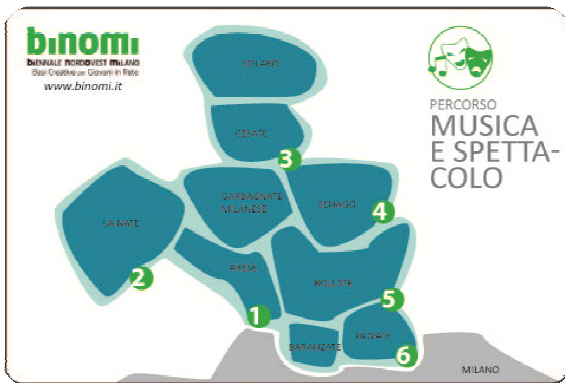 binomi
BIENNALE NORDOVEST MILANO
Basi Creative per Giovani in Rete
www.binomi.it
PERCORSO
MUSICA
E SPETTA-
COLO
SOLARO
CESATE
3
GARBAGNATE
MILANESE
SENAGO
4
LAINATE
2
ARESE
1
BOLLATE
5
BARANZATE
NOVATE
6
MILANO